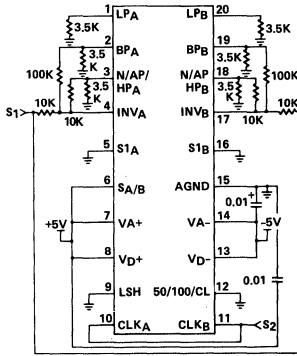 1 LPA LPB 20
3.5K 3.5K
2 BPA BPB 19
3.5 K 3.5K
100K 100K
3 N/AP/ HPA N/AP HPB 18
3.5 K 3.5 K
S1 10K 4 INVA INVB 17 10K
10K 10K
5 S1A S1B 16
6 SA/B AGND 15
0.01 +
+5V 7 VA+ VA- 14 -5V
8 VD+ VD- 13
0.01
9 LSH 50/100/CL 12
10 CLKA CLKB 11 S2